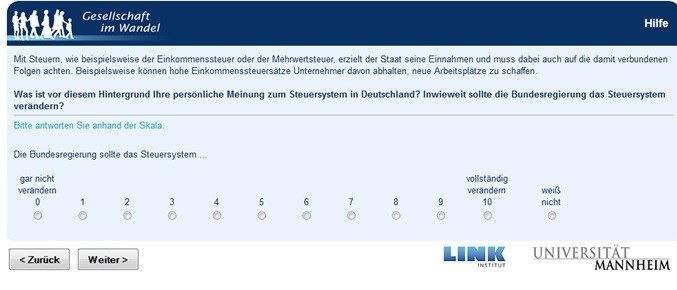 Gesellschaft
im Wandel
Hilfe
Mit Steuern, wie beispielsweise der Einkommenssteuer oder der Mehrwertsteuer, erzielt der Staat seine Einnahmen und muss dabei auch auf die damit verbundenen
Folgen achten. Beispielsweise können hohe Einkommenssteuersätze Unternehmer davon abhalten, neue Arbeitsplätze zu schaffen.
Was ist vor diesem Hintergrund Ihre persönliche Meinung zum Steuersystem in Deutschland? Inwieweit sollte die Bundesregierung das Steuersystem
verändern?
Bitte antworten Sie anhand der Skala.
Die Bundesregierung sollte das Steuersystem ...
gar nicht vollständig
verändern verändern weiß
0 1 2 3 4 5 6 7 8 9 10 nicht
< Zurück Weiter >
LINK
INSTITUT
UNIVERSITÄT
MANNHEIM